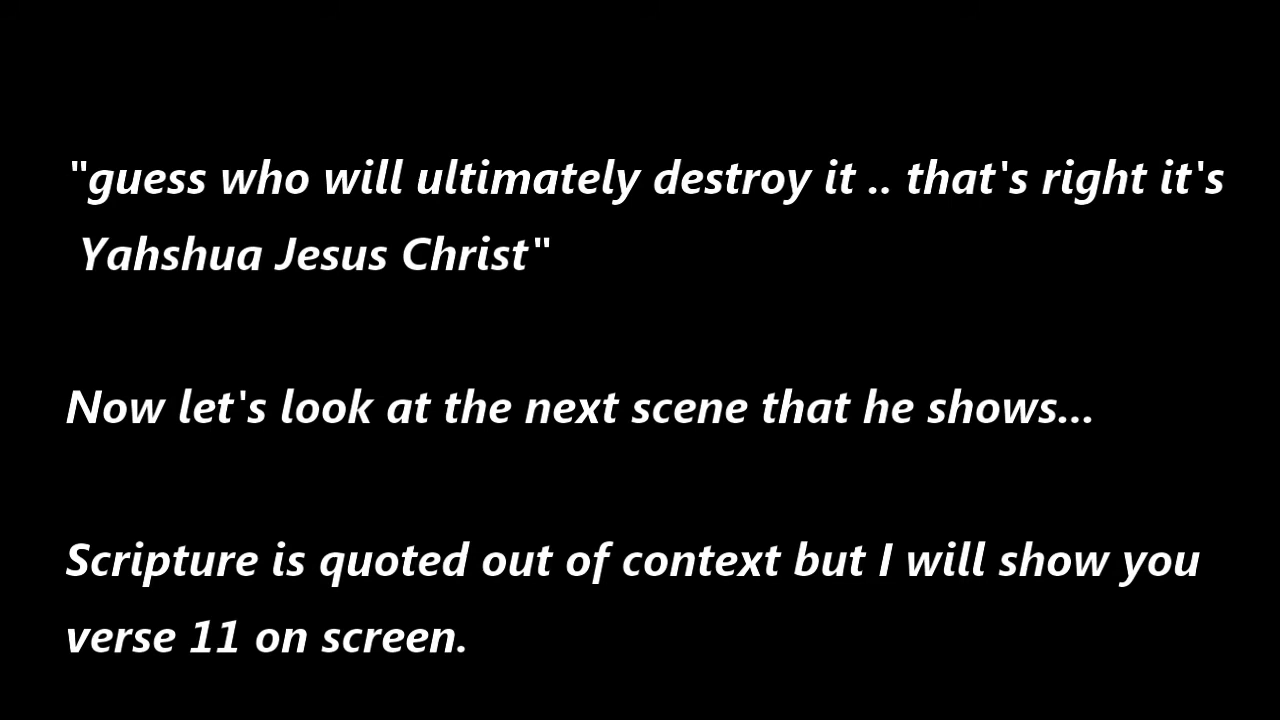 "guess who will ultimately destroy it .. that's right it's
Yahshua Jesus Christ"
Now let's look at the next scene that he shows...
Scripture is quoted out of context but I will show you
verse 11 on screen.